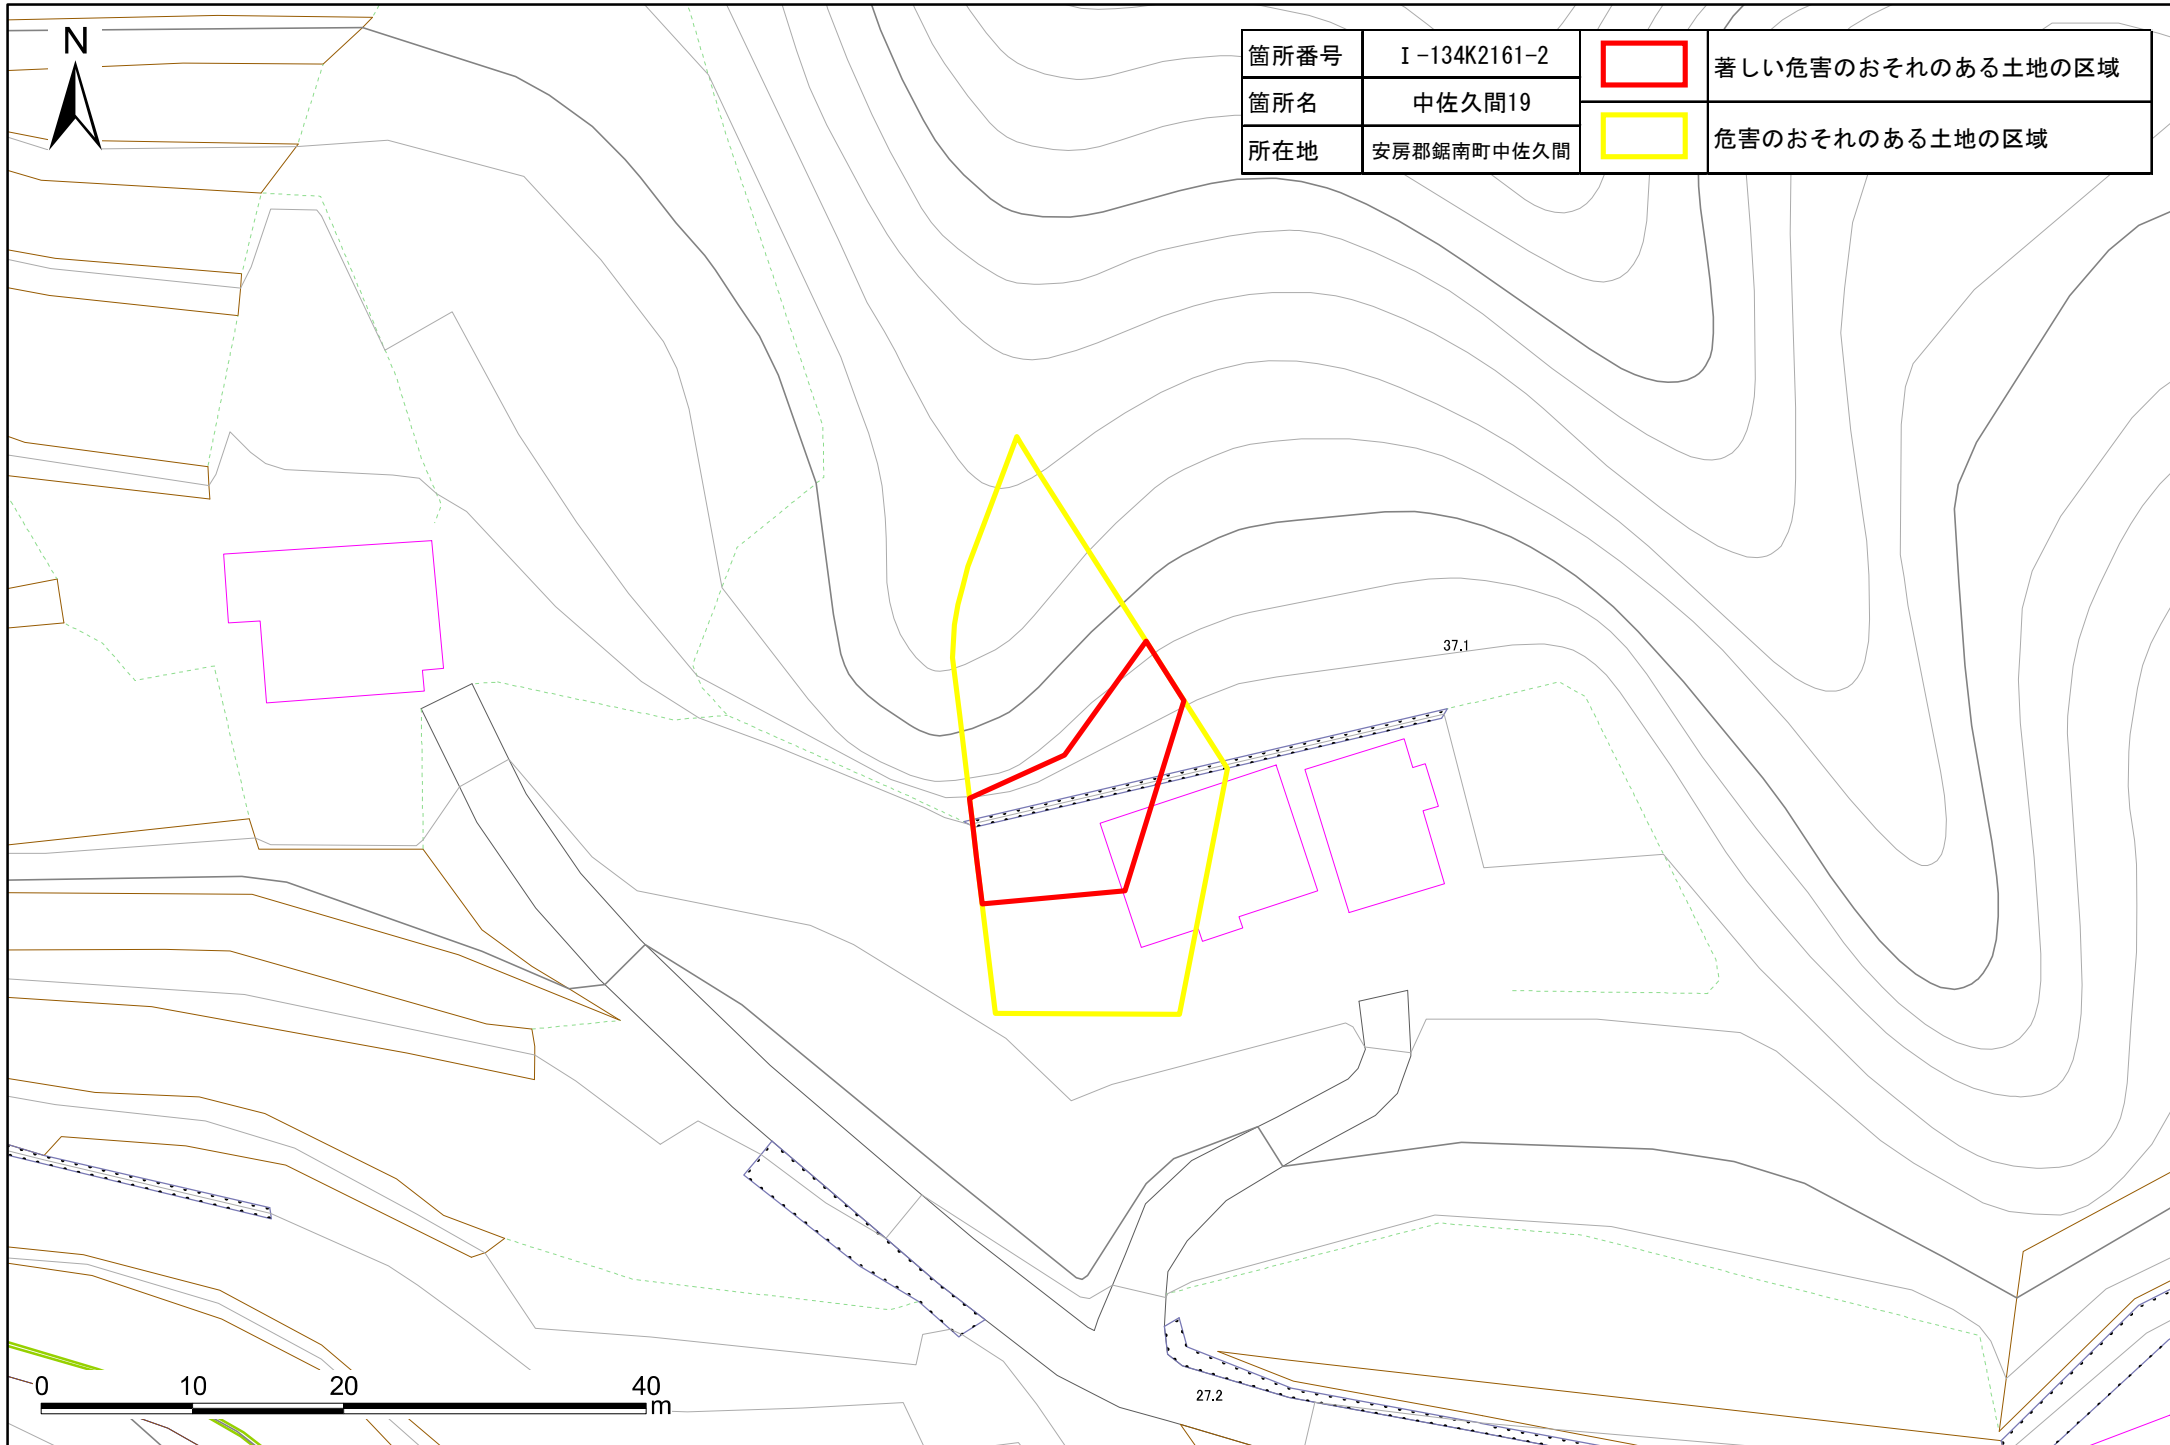 N
箇所番号 Ⅰ-134K2161-2 著しい危害のおそれのある土地の区域
箇所名 中佐久間19 危害のおそれのある土地の区域
所在地 安房郡鋸南町中佐久間
37.1
27.2
0 10 20 40 m